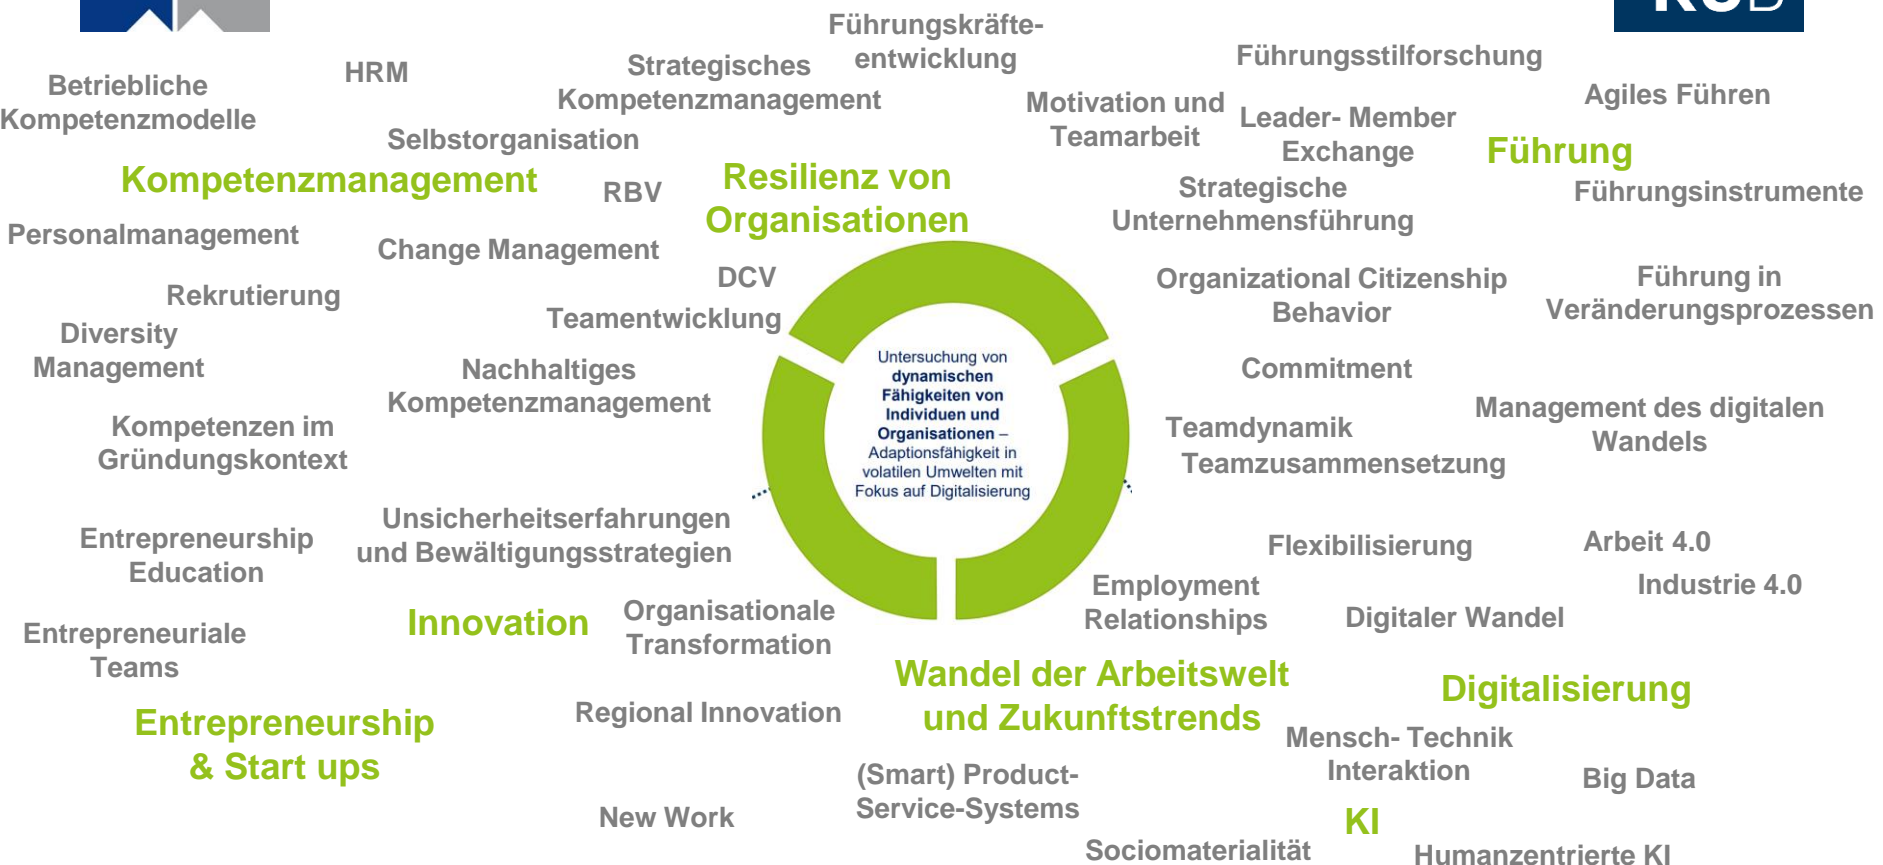 RUB
Führungskräfte-
entwicklung
Betriebliche
Kompetenzmodelle
HRM
Strategisches
Kompetenzmanagement
Selbstorganisation
Motivation und
Teamarbeit
Führungsstilforschung
Leader- Member
Exchange
Agiles Führen
Führung
Kompetenzmanagement
RBV
Resilienz von
Organisationen
Strategische
Unternehmensführung
Führungsinstrumente
Personalmanagement
Change Management
DCV
Rekrutierung
Teamentwicklung
Organizational Citizenship
Behavior
Führung in
Veränderungsprozessen
Diversity
Management
Nachhaltiges
Kompetenzmanagement
Untersuchung von
dynamischen
Fähigkeiten von
Individuen und
Organisationen –
Adaptionsfähigkeit in
volatilen Umwelten mit
Fokus auf Digitalisierung
Commitment
Management des digitalen
Wandels
Kompetenzen im
Gründungskontext
Teamdynamik
Teamzusammensetzung
Unsicherheitserfahrungen
und Bewältigungsstrategien
Entrepreneurship
Education
Flexibilisierung
Arbeit 4.0
Industrie 4.0
Employment
Relationships
Digitaler Wandel
Innovation
Organisationale
Transformation
Entrepreneuriale
Teams
Wandel der Arbeitswelt
und Zukunftstrends
Digitalisierung
Entrepreneurship
& Start ups
Regional Innovation
Mensch- Technik
Interaktion
Big Data
(Smart) Product-
Service-Systems
New Work
KI
Sociomaterialität
Humanzentrierte KI